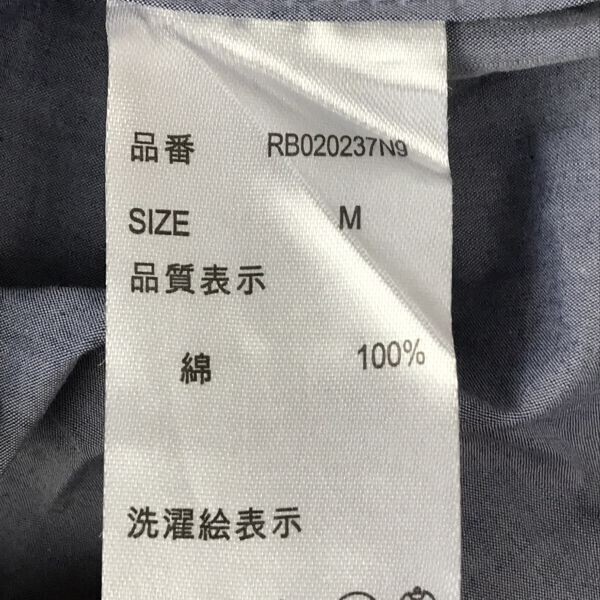 品番 RB020237N9
SIZE M
品質表示
綿 100%
洗濯絵表示